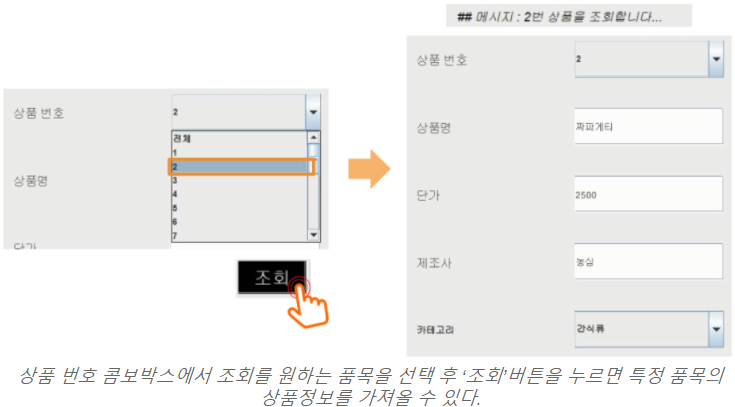 ## 메시지 : 2번 상품을 조회합니다...
상품 번호
2
전체
1
2
3
4
5
6
7
상품명
단가
조회
상품 번호
2
상품명
짜파게티
단가
2500
제조사
농심
카테고리
간식류
상품 번호 콤보박스에서 조회를 원하는 품목을 선택 후 ‘조회’버튼을 누르면 특정 품목의
상품정보를 가져올 수 있다.